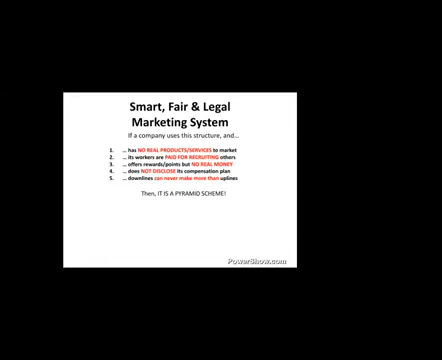 Smart, Fair & Legal
Marketing System
If a company uses this structure, and...
1. ... has NO REAL PRODUCTS/SERVICES to market
2. ... its workers are PAID FOR RECRUITING others
3. ... offers rewards/points but NO REAL MONEY
4. ... does NOT DISCLOSE its compensation plan
5. ... downlines can never make more than uplines
Then, IT IS A PYRAMID SCHEME!
PowerShow.com